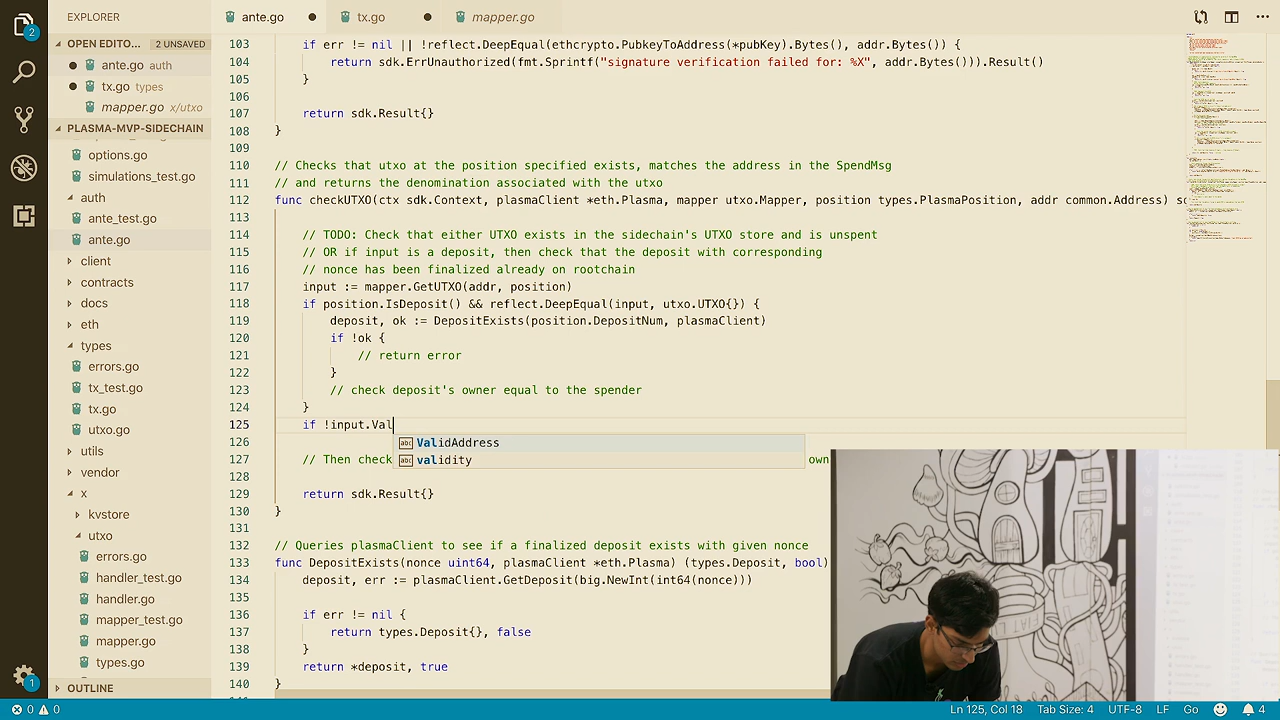 EXPLORER
ante.go
tx.go
mapper.go
OPEN EDITO...
2 UNSAVED
ante.go auth
tx.go types
mapper.go x/utxo
PLASMA-MVP-SIDECHAIN
options.go
simulations_test.go
auth
ante_test.go
ante.go
client
contracts
docs
eth
types
errors.go
tx_test.go
tx.go
utxo.go
utils
vendor
x
kvstore
utxo
errors.go
handler_test.go
handler.go
mapper_test.go
mapper.go
types.go
OUTLINE
2
1
103 if err != nil || !reflect.DeepEqual(ethcrypto.PubkeyToAddress(*pubKey).Bytes(), addr.Bytes()) {
104 return sdk.ErrUnauthorized(fmt.Sprintf("signature verification failed for: %X", addr.Bytes())).Result()
105 }
106
107 return sdk.Result{}
108 }
109
110 // Checks that utxo at the position specified exists, matches the address in the SpendMsg
111 // and returns the denomination associated with the utxo
112 func checkUTXO(ctx sdk.Context, plasmaClient *eth.Plasma, mapper utxo.Mapper, position types.PlasmaPosition, addr common.Address)
113
114 // TODO: Check that either UTXO exists in the sidechain's UTXO store and is unspent
115 // OR if input is a deposit, then check that the deposit with corresponding
116 // nonce has been finalized already on rootchain
117 input := mapper.GetUTXO(addr, position)
118 if position.IsDeposit() && reflect.DeepEqual(input, utxo.UTXO{}) {
119 deposit, ok := DepositExists(position.DepositNum, plasmaClient)
120 if !ok {
121 // return error
122 }
123 // check deposit's owner equal to the spender
124 }
125 if !input.Val
126 ValidAddress
validity
127 // Then check own
128
129 return sdk.Result{}
130 }
131
132 // Queries plasmaClient to see if a finalized deposit exists with given nonce
133 func DepositExists(nonce uint64, plasmaClient *eth.Plasma) (types.Deposit, bool)
134 deposit, err := plasmaClient.GetDeposit(big.NewInt(int64(nonce)))
135
136 if err != nil {
137 return types.Deposit{}, false
138 }
139 return *deposit, true
140 }
0 0
Ln 125, Col 18 Tab Size: 4 UTF-8 LF Go 4